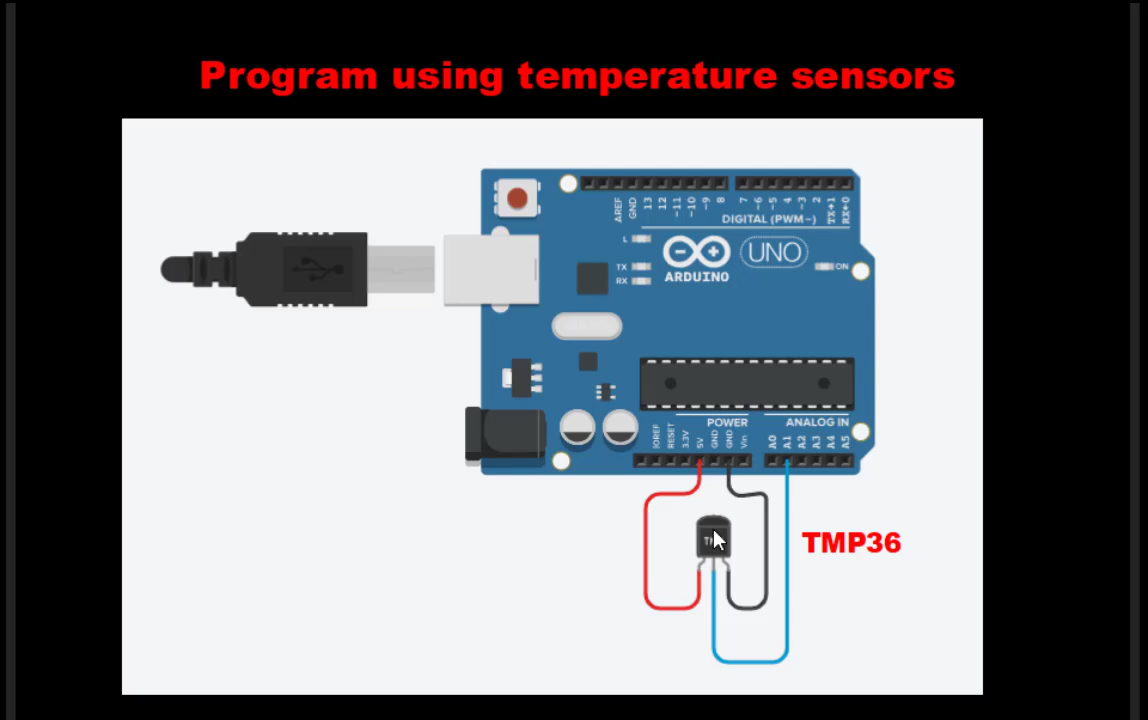 Program using temperature sensors
AREF
GND
13
12
~11
~10
~9
8
7
~6
~5
4
~3
2
TX→1
RX←0
DIGITAL (PWM~)
L
TX
RX
ARDUINO
UNO
ON
POWER
ANALOG IN
IOREF
RESET
3.3V
5V
GND
GND
Vin
A0
A1
A2
A3
A4
A5
TMP36